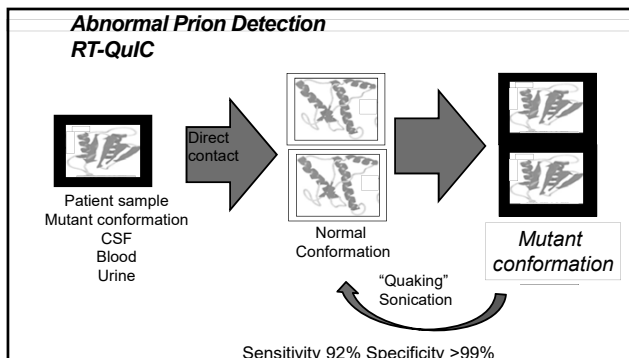 Abnormal Prion Detection
RT-QuIC
Direct
contact
Patient sample
Mutant conformation
CSF
Blood
Urine
Normal
Conformation
Mutant
conformation
“Quaking”
Sonication
Sensitivity 92% Specificity >99%